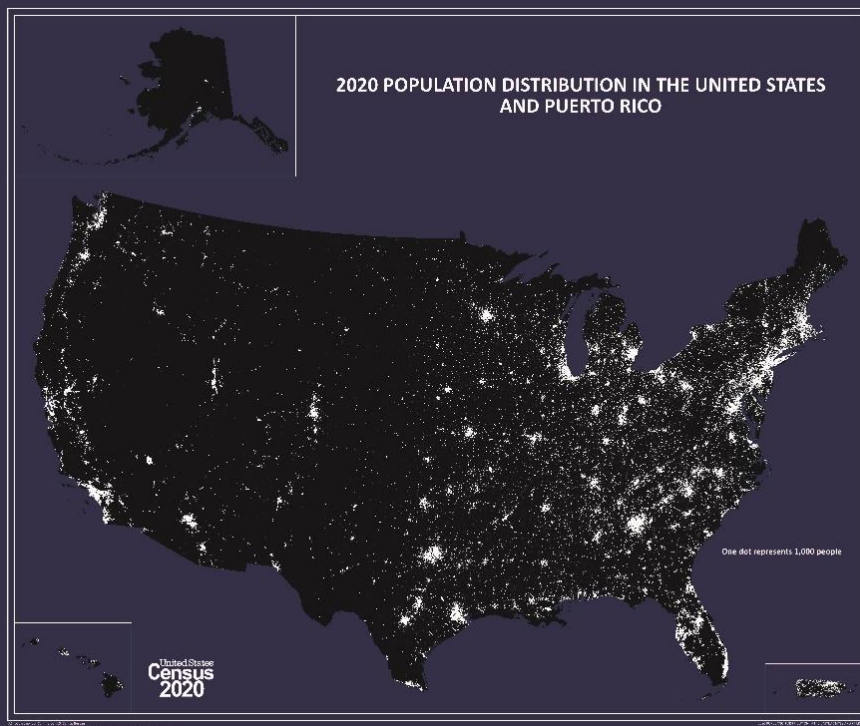 2020 POPULATION DISTRIBUTION IN THE UNITED STATES
AND PUERTO RICO
One dot represents 1,000 people
United States
Census
2020